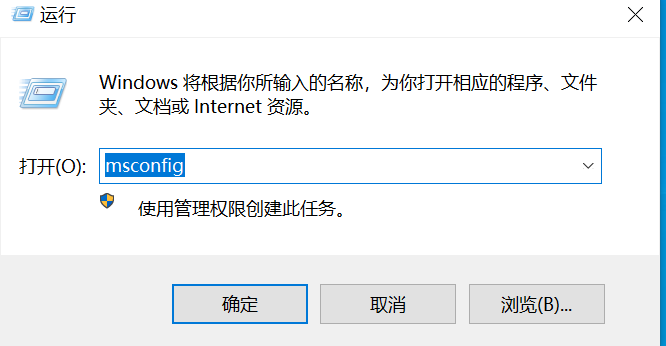 运行
Windows 将根据你所输入的名称，为你打开相应的程序、文件
夹、文档或 Internet 资源。
打开(O): msconfig
使用管理权限创建此任务。
确定 取消 浏览(B)...